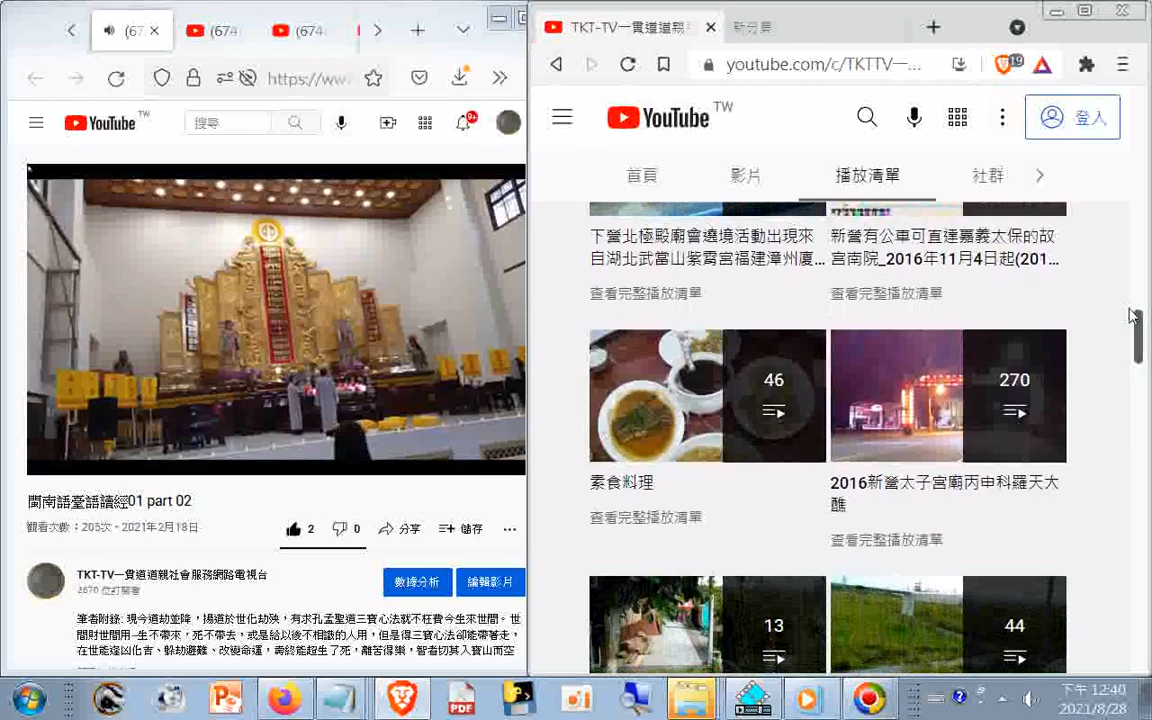 (67
(674
(674
https://ww
YouTube TW
搜尋
9+
閩南語臺語讀經01 part 02
觀看次數：205次・2021年2月18日
2
0
分享
儲存
TKT-TV一貫道道親社會服務網路電視台
2670 位訂閱者
數據分析
編輯影片
筆者附錄: 現今道劫並降，揚道於世化劫殃，有求孔孟聖道三寶心法就不枉費今生來世間。世
間財世間用一生不帶來，死不帶去，或是給以後不相識的人用，但是得三寶心法卻能帶著走，
在世能逢凶化吉、躲劫避難、改變命運，壽終能超生了死，離苦得樂，智者切莫入寶山而空
TKT-TV一貫道道親
新分頁
youtube.com/c/TKTTV一...
19
YouTube TW
登入
首頁
影片
播放清單
社群
下營北極殿廟會遶境活動出現來
自湖北武當山紫霄宮福建漳州廈...
查看完整播放清單
新營有公車可直達嘉義太保的故
宮南院_2016年11月4日起(201...
查看完整播放清單
46
素食料理
查看完整播放清單
270
2016新營太子宮廟丙申科羅天大
醮
查看完整播放清單
13
44
PDF
下午 12:40
2021/8/28